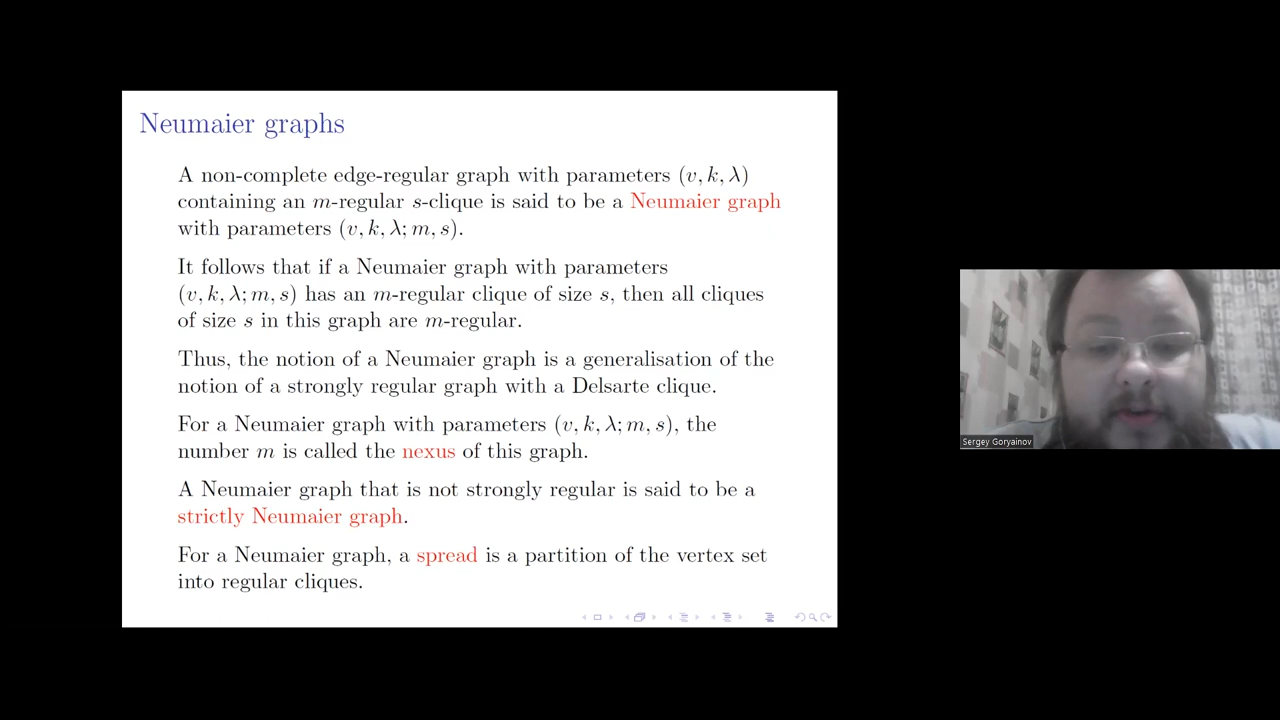 Neumaier graphs
A non-complete edge-regular graph with parameters (v, k, λ)
containing an m-regular s-clique is said to be a Neumaier graph
with parameters (v, k, λ; m, s).
It follows that if a Neumaier graph with parameters
(v, k, λ; m, s) has an m-regular clique of size s, then all cliques
of size s in this graph are m-regular.
Thus, the notion of a Neumaier graph is a generalisation of the
notion of a strongly regular graph with a Delsarte clique.
For a Neumaier graph with parameters (v, k, λ; m, s), the
number m is called the nexus of this graph.
A Neumaier graph that is not strongly regular is said to be a
strictly Neumaier graph.
For a Neumaier graph, a spread is a partition of the vertex set
into regular cliques.
Sergey Goryainov